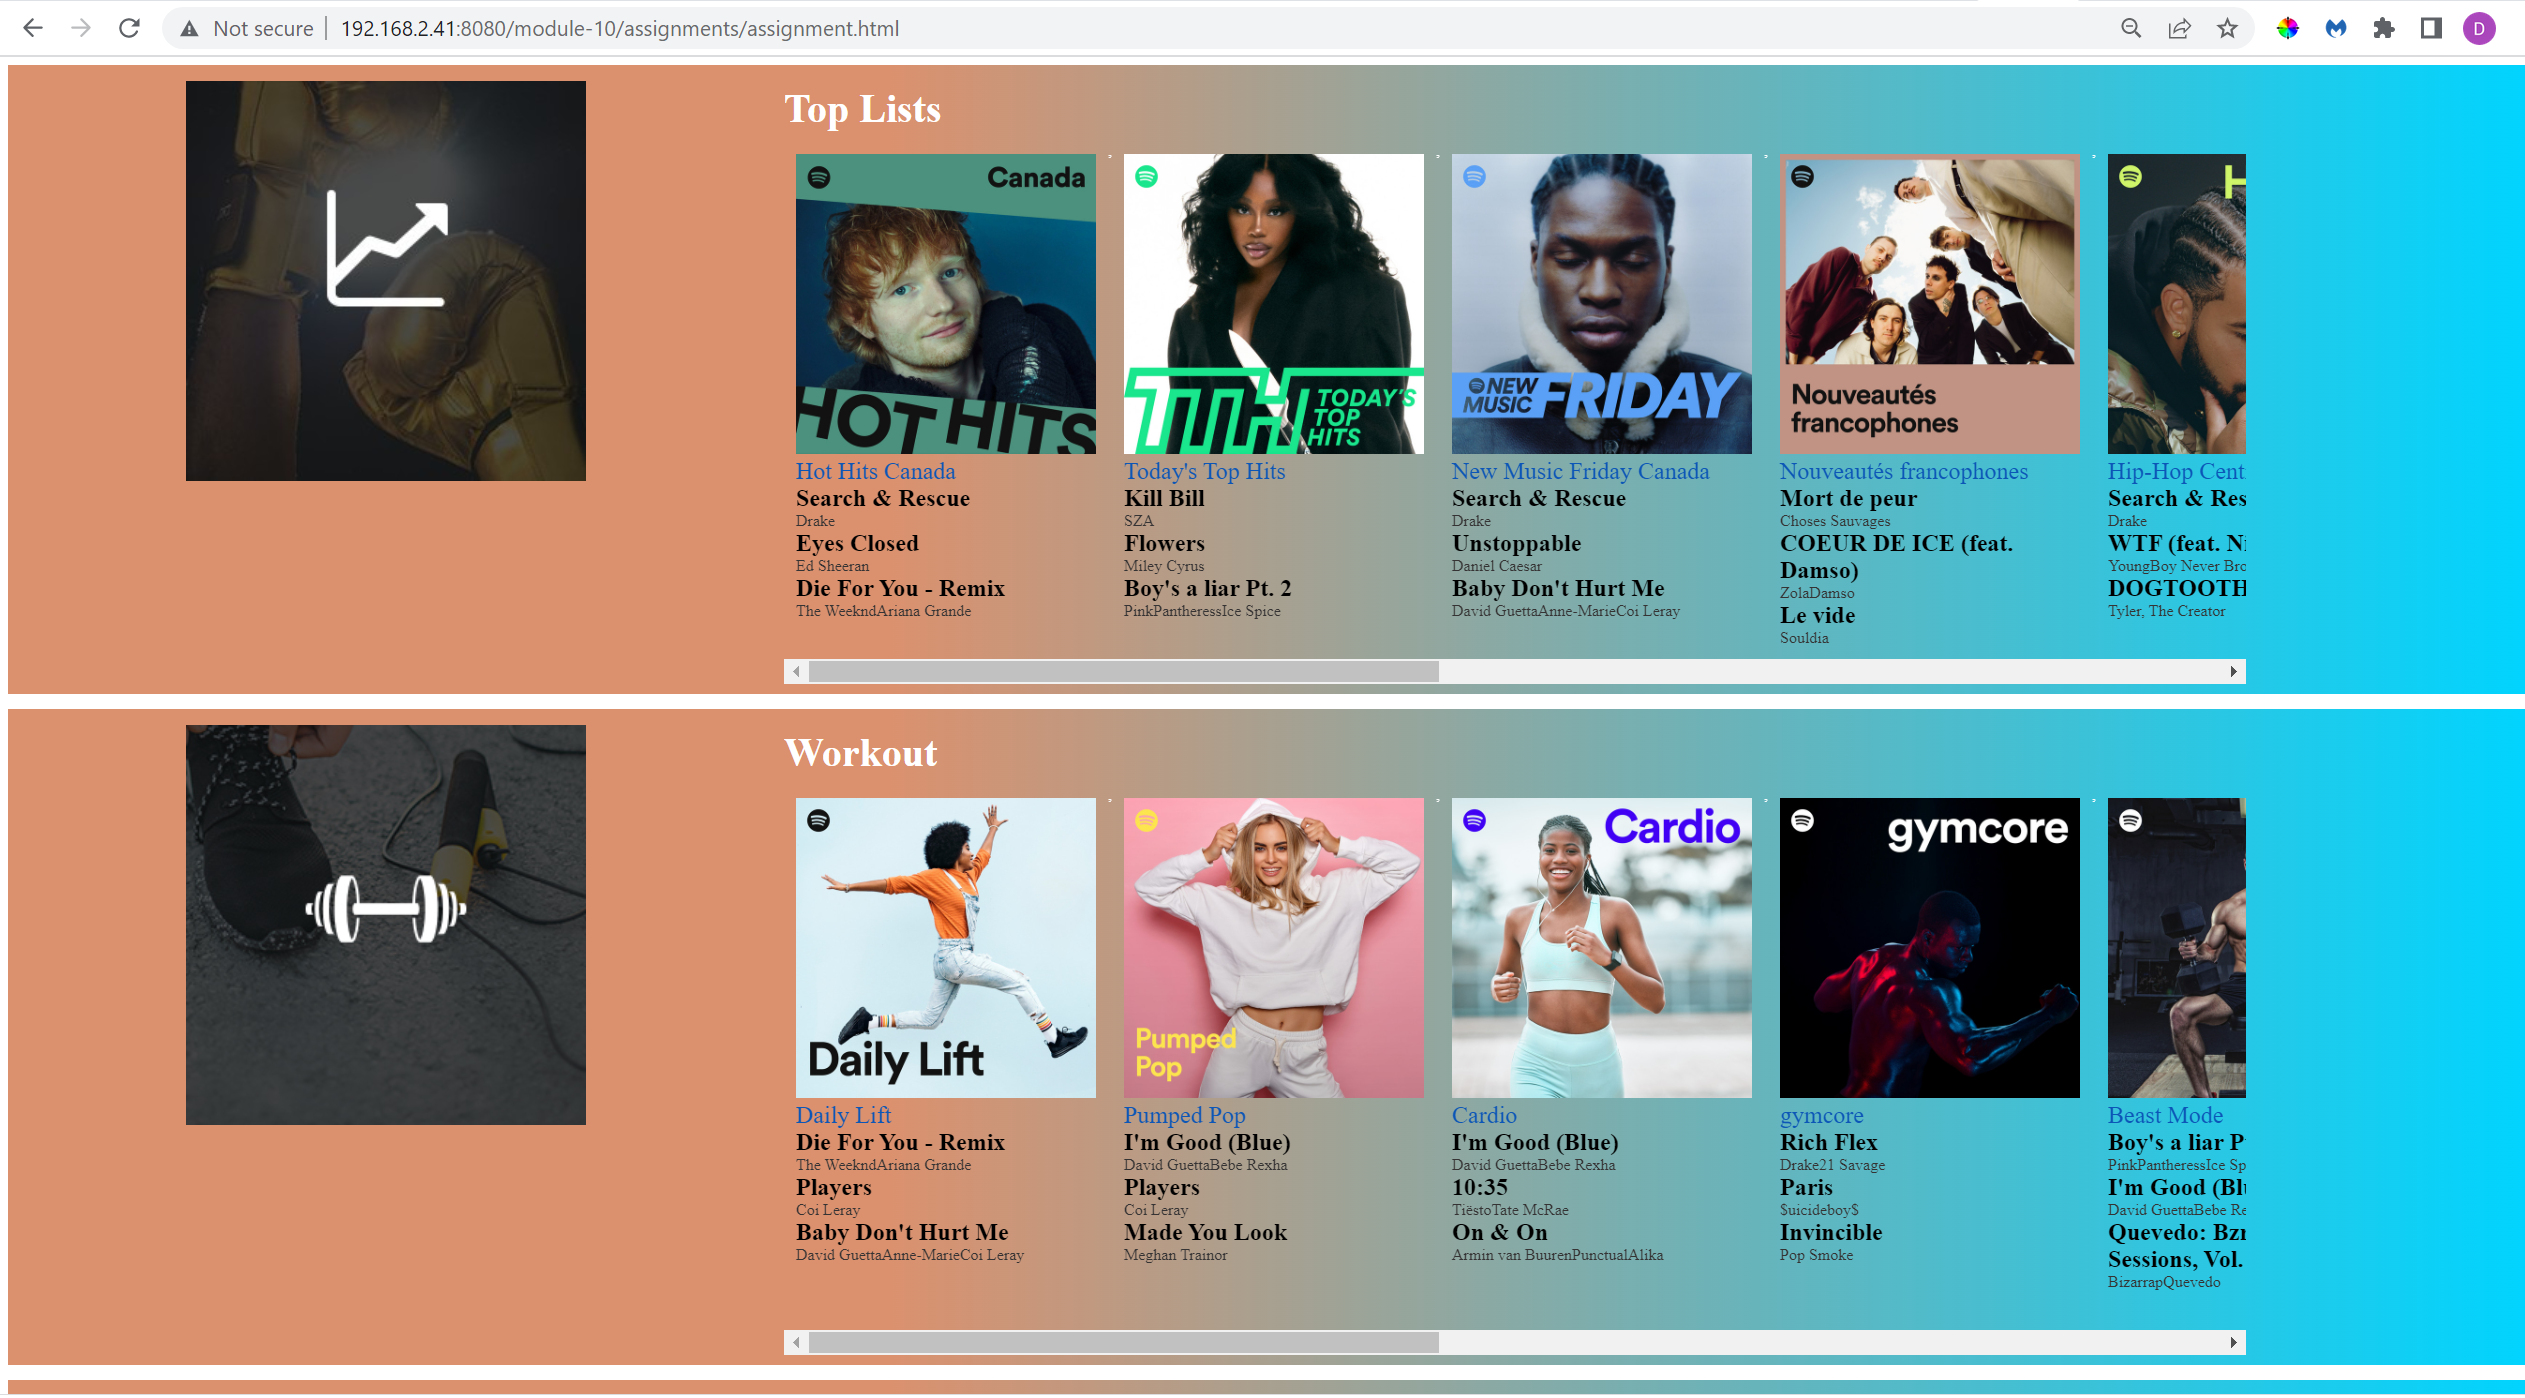 Not secure | 192.168.2.41:8080/module-10/assignments/assignment.html
D
Top Lists
Canada
HOT HITS
TTH TODAY'S
TOP
HITS
NEW
MUSIC FRIDAY
Nouveautés
francophones
H
Hot Hits Canada
Search & Rescue
Drake
Eyes Closed
Ed Sheeran
Die For You - Remix
The WeekndAriana Grande
Today's Top Hits
Kill Bill
SZA
Flowers
Miley Cyrus
Boy's a liar Pt. 2
PinkPantheressIce Spice
New Music Friday Canada
Search & Rescue
Drake
Unstoppable
Daniel Caesar
Baby Don't Hurt Me
David GuettaAnne-MarieCoi Leray
Nouveautés francophones
Mort de peur
Choses Sauvages
COEUR DE ICE (feat.
Damso)
ZolaDamso
Le vide
Souldia
Hip-Hop Cent
Search & Res
Drake
WTF (feat. Ni
YoungBoy Never Bro
DOGTOOTH
Tyler, The Creator
Workout
Daily Lift
Pumped
Pop
Cardio
gymcore
Daily Lift
Die For You - Remix
The WeekndAriana Grande
Players
Coi Leray
Baby Don't Hurt Me
David GuettaAnne-MarieCoi Leray
Pumped Pop
I'm Good (Blue)
David GuettaBebe Rexha
Players
Coi Leray
Made You Look
Meghan Trainor
Cardio
I'm Good (Blue)
David GuettaBebe Rexha
10:35
TiëstoTate McRae
On & On
Armin van BuurenPunctualAlika
gymcore
Rich Flex
Drake21 Savage
Paris
$uicideboy$
Invincible
Pop Smoke
Beast Mode
Boy's a liar P
PinkPantheressIce Sp
I'm Good (Blu
David GuettaBebe Re
Quevedo: Bzr
Sessions, Vol.
BizarrapQuevedo